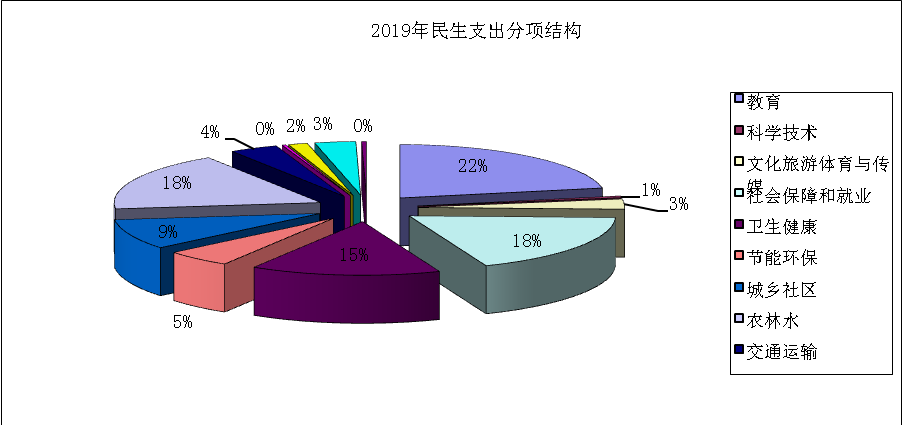 2019年民生支出分项结构
4%
0%
2%
3%
0%
22%
1%
3%
18%
15%
5%
9%
18%
教育
科学技术
文化旅游体育与传
媒
社会保障和就业
卫生健康
节能环保
城乡社区
农林水
交通运输